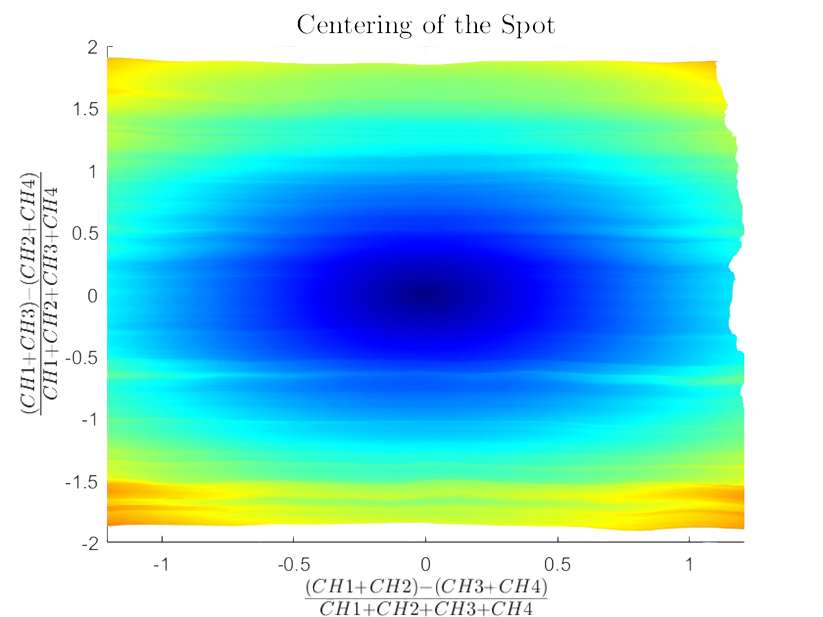 Centering of the Spot
2
1.5
1
0.5
0
-0.5
-1
-1.5
-2
(CH1+CH3)−(CH2+CH4)
CH1+CH2+CH3+CH4
-1
-0.5
0
0.5
1
(CH1+CH2)−(CH3+CH4)
CH1+CH2+CH3+CH4